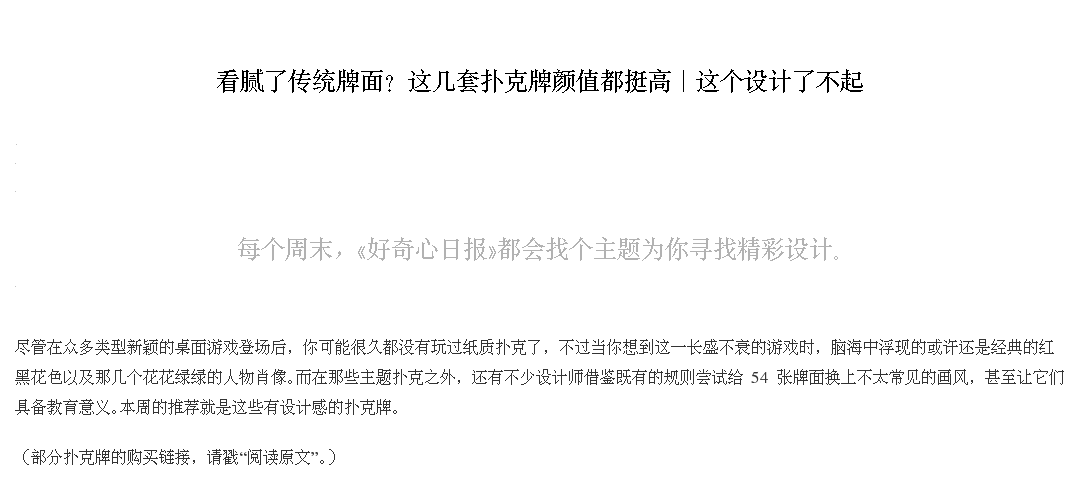 看腻了传统牌面？这几套扑克牌颜值都挺高｜这个设计了不起
每个周末，《好奇心日报》都会找个主题为你寻找精彩设计。
尽管在众多类型新颖的桌面游戏登场后，你可能很久都没有玩过纸质扑克了，不过当你想到这一长盛不衰的游戏时，脑海中浮现的或许还是经典的红
黑花色以及那几个花花绿绿的人物肖像。而在那些主题扑克之外，还有不少设计师借鉴既有的规则尝试给 54 张牌面换上不太常见的画风，甚至让它们
具备教育意义。本周的推荐就是这些有设计感的扑克牌。
（部分扑克牌的购买链接，请戳“阅读原文”。）